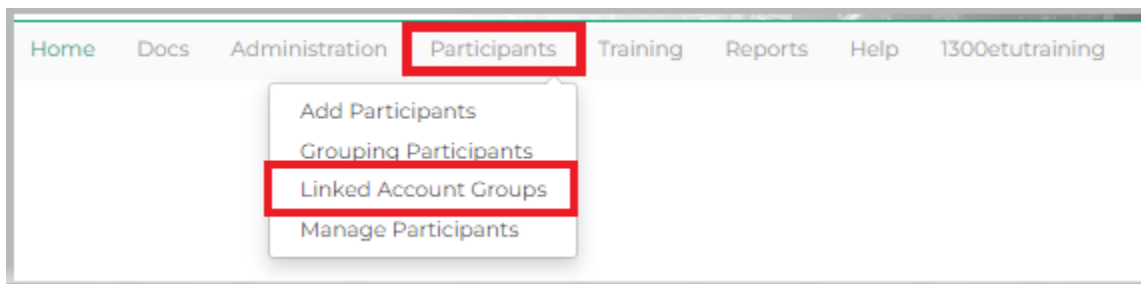 Home Docs Administration Participants Training Reports Help 1300etutraining
Add Participants
Grouping Participants
Linked Account Groups
Manage Participants